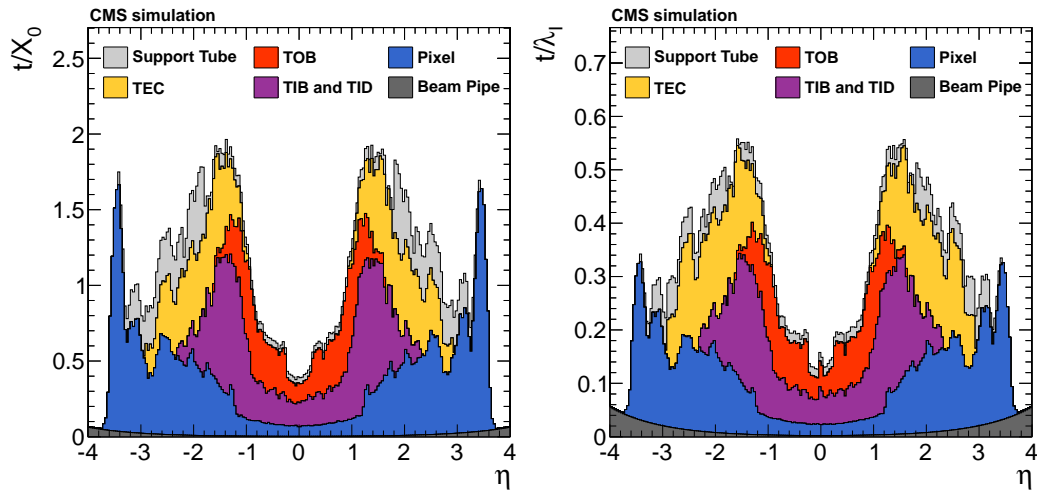 CMS simulation
t/X0
Support Tube TOB Pixel
TEC TIB and TID Beam Pipe
2.5
2
1.5
1
0.5
0
-4 -3 -2 -1 0 1 2 3 4
η
CMS simulation
t/λI
Support Tube TOB Pixel
TEC TIB and TID Beam Pipe
0.7
0.6
0.5
0.4
0.3
0.2
0.1
0
-4 -3 -2 -1 0 1 2 3 4
η